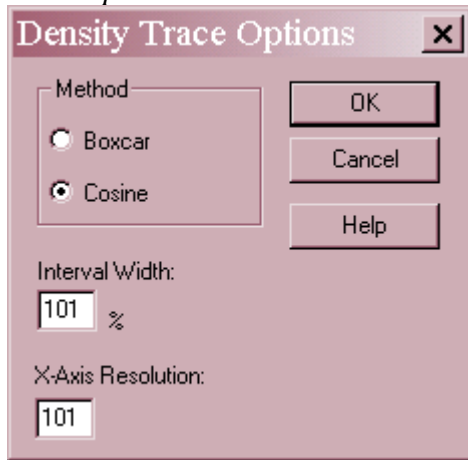 Density Trace Options
Method
Boxcar
Cosine
OK
Cancel
Help
Interval Width:
101 %
X-Axis Resolution:
101